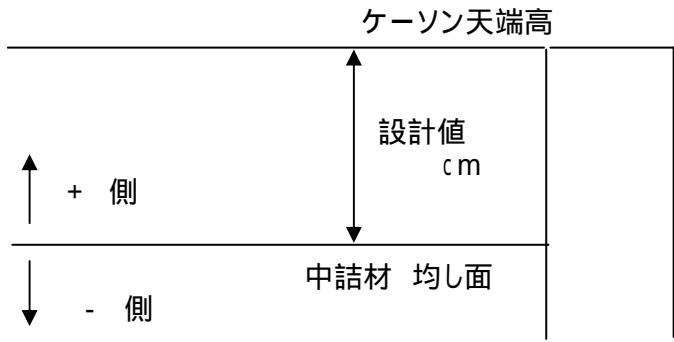 ケーソン天端高
設計値
cm
+ 側
中詰材 均し面
- 側